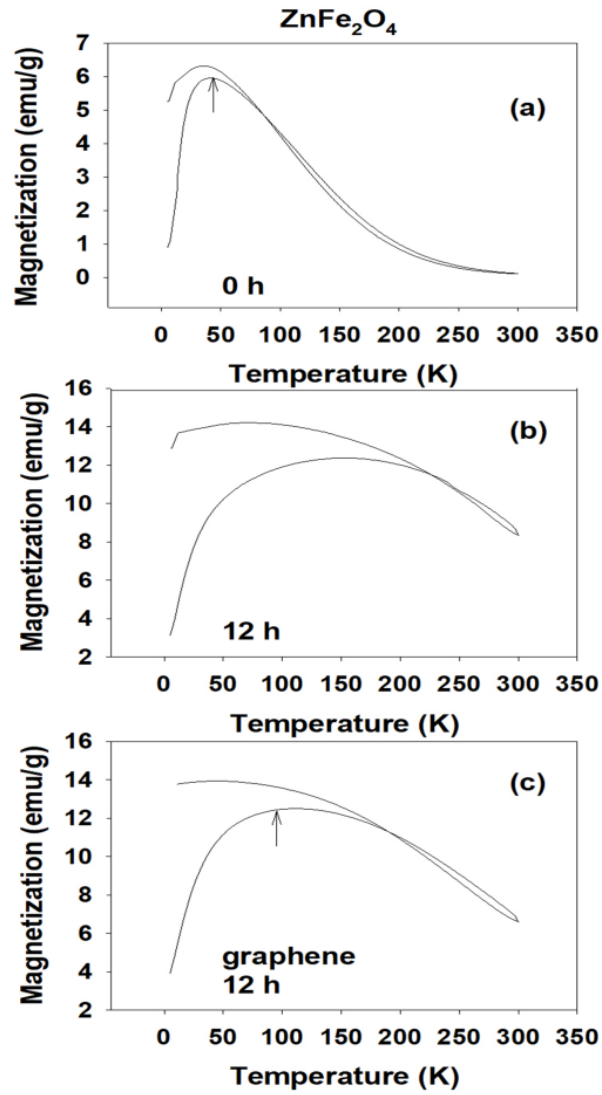 ZnFe₂O₄
Magnetization (emu/g)
7
6
5
4
3
2
1
0
(a)
0 h
0 50 100 150 200 250 300 350
Temperature (K)
Magnetization (emu/g)
16
14
12
10
8
6
4
2
(b)
12 h
0 50 100 150 200 250 300 350
Temperature (K)
Magnetization (emu/g)
16
14
12
10
8
6
4
2
(c)
graphene
12 h
0 50 100 150 200 250 300 350
Temperature (K)